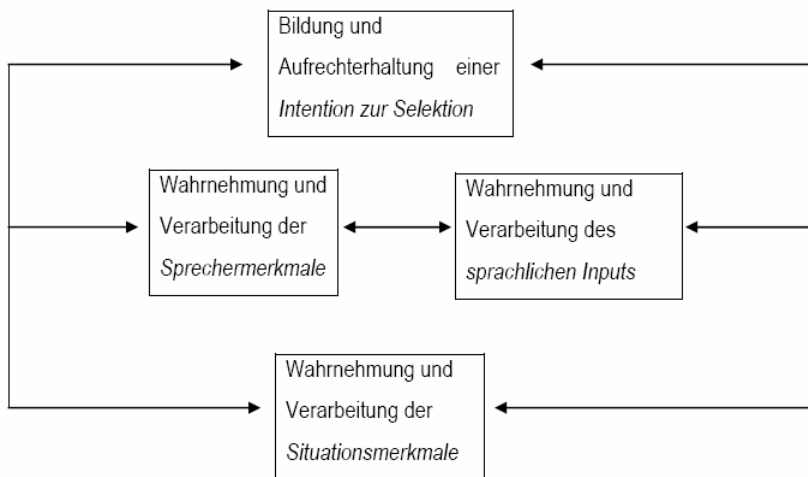 Bildung und
Aufrechterhaltung einer
Intention zur Selektion
Wahrnehmung und
Verarbeitung der
Sprechermerkmale
Wahrnehmung und
Verarbeitung des
sprachlichen Inputs
Wahrnehmung und
Verarbeitung der
Situationsmerkmale